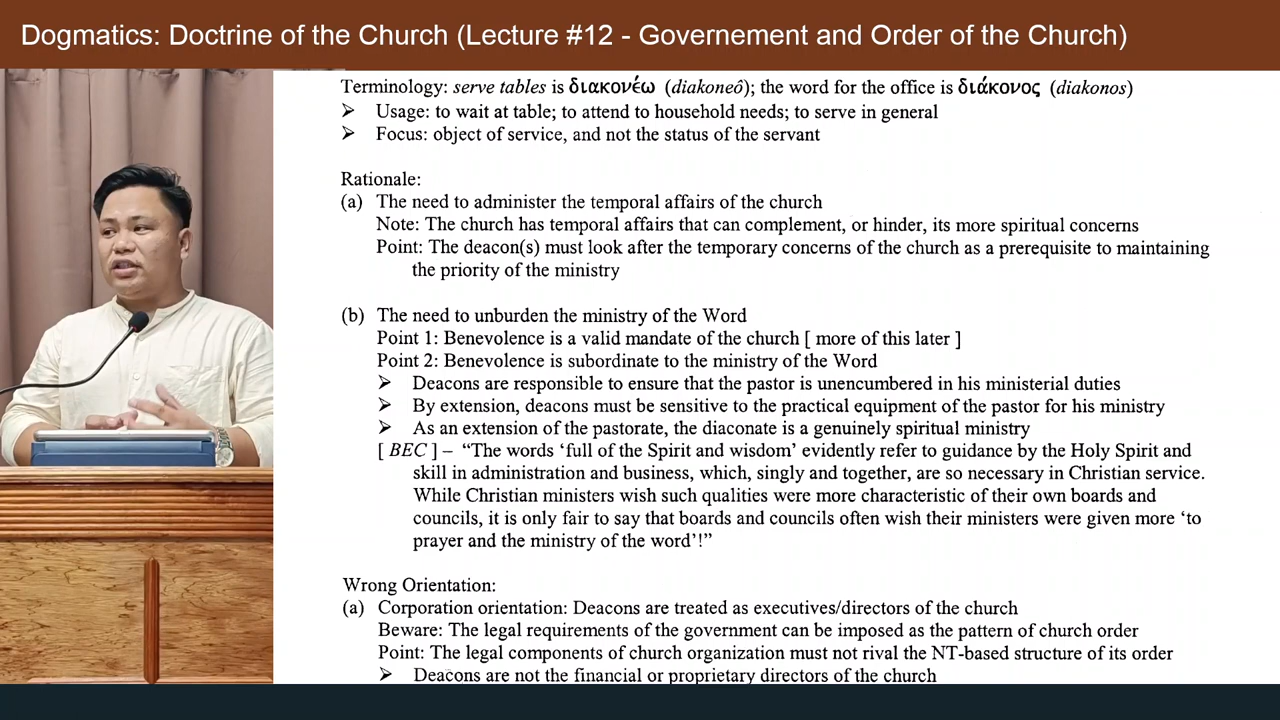 Dogmatics: Doctrine of the Church (Lecture #12 - Governement and Order of the Church)
Terminology: serve tables is διακονέω (diakoneô); the word for the office is διάκονος (diakonos)
➢ Usage: to wait at table; to attend to household needs; to serve in general
➢ Focus: object of service, and not the status of the servant
Rationale:
(a) The need to administer the temporal affairs of the church
Note: The church has temporal affairs that can complement, or hinder, its more spiritual concerns
Point: The deacon(s) must look after the temporary concerns of the church as a prerequisite to maintaining
the priority of the ministry
(b) The need to unburden the ministry of the Word
Point 1: Benevolence is a valid mandate of the church [ more of this later ]
Point 2: Benevolence is subordinate to the ministry of the Word
➢ Deacons are responsible to ensure that the pastor is unencumbered in his ministerial duties
➢ By extension, deacons must be sensitive to the practical equipment of the pastor for his ministry
➢ As an extension of the pastorate, the diaconate is a genuinely spiritual ministry
[ BEC ] – “The words ‘full of the Spirit and wisdom’ evidently refer to guidance by the Holy Spirit and
skill in administration and business, which, singly and together, are so necessary in Christian service.
While Christian ministers wish such qualities were more characteristic of their own boards and
councils, it is only fair to say that boards and councils often wish their ministers were given more ‘to
prayer and the ministry of the word’!”
Wrong Orientation:
(a) Corporation orientation: Deacons are treated as executives/directors of the church
Beware: The legal requirements of the government can be imposed as the pattern of church order
Point: The legal components of church organization must not rival the NT-based structure of its order
➢ Deacons are not the financial or proprietary directors of the church